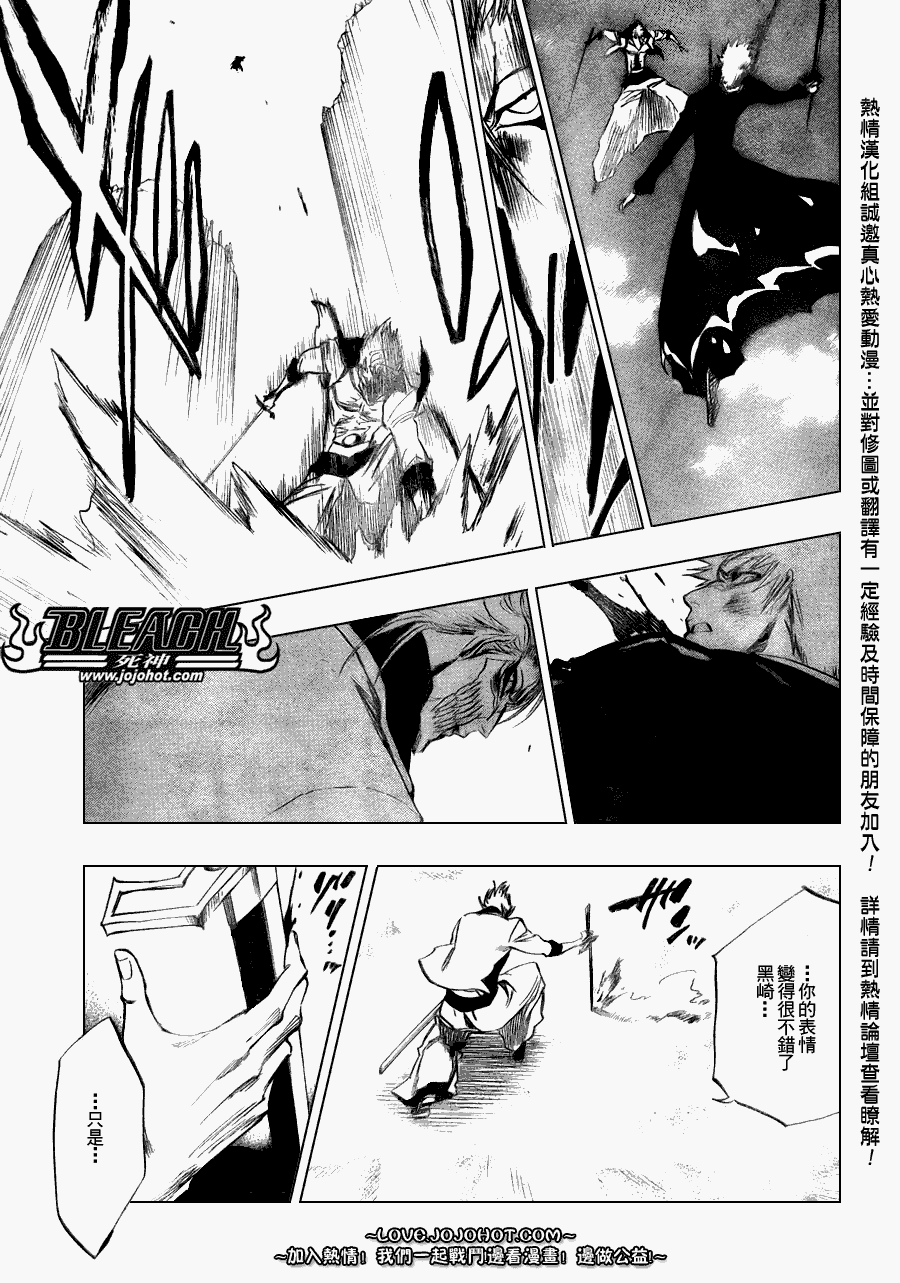 熱情漢化組誠邀真心熱愛動漫…並對修圖或翻譯有一定經驗及時間保障的朋友加入！ 詳情請到熱情論壇查看瞭解！
BLEACH
死神
www.jojohot.com
…你的表情
變得很不錯了
黑崎…
…只是…
~LOVE.JOJOHOT.COM~
~加入熱情! 我們一起戰鬥邊看漫畫! 邊做公益!~